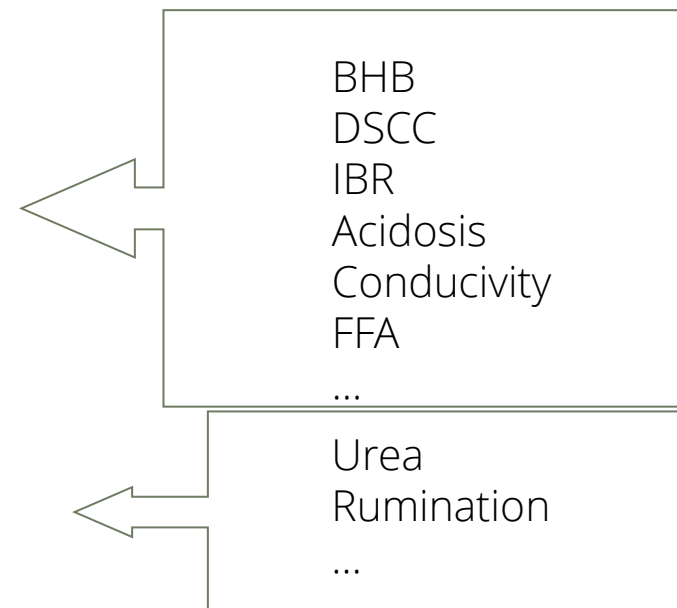 BHB
DSCC
IBR
Acidosis
Conducivity
FFA
...
Urea
Rumination
...